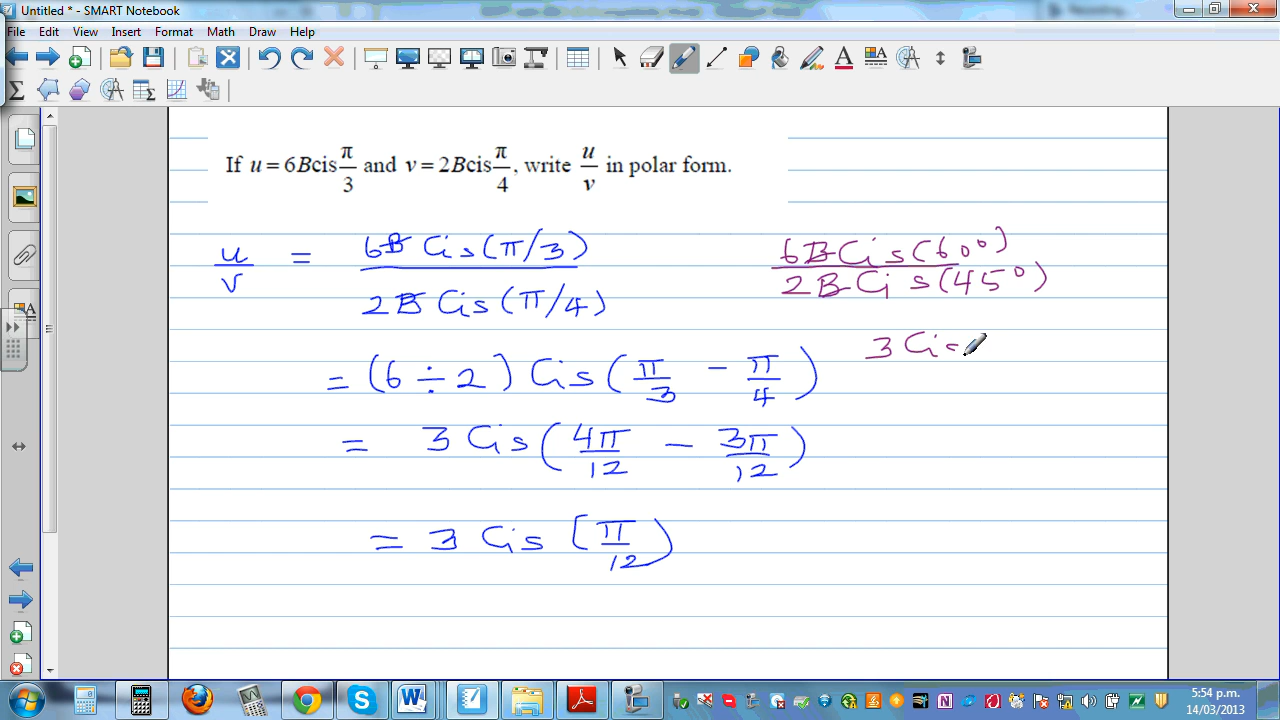 Untitled * - SMART Notebook
File Edit View Insert Format Math Draw Help
If u = 6Bcis π/3 and v = 2Bcis π/4, write u/v in polar form.
u/v = 6B Cis(π/3) / 2B Cis(π/4)
= (6 ÷ 2) Cis(π/3 − π/4)
= 3 Cis(4π/12 − 3π/12)
= 3 Cis(π/12)
6B Cis(60°) / 2B Cis(45°)
3 Cis
5:54 p.m.
14/03/2013